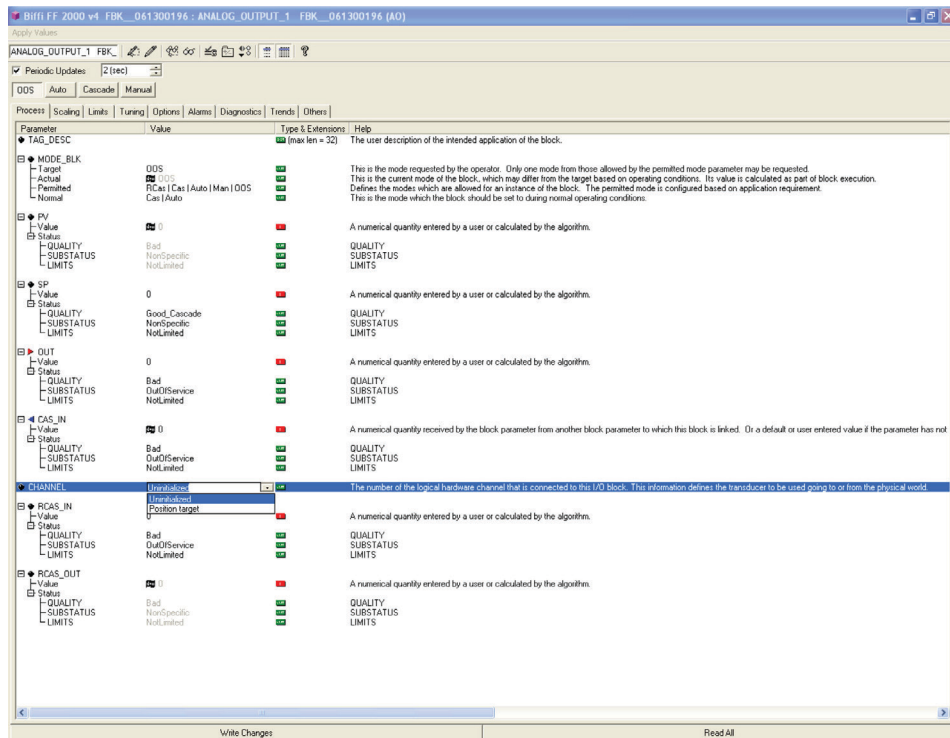 Biffi FF 2000 v4 FBK__061300196 : ANALOG_OUTPUT_1 FBK__061300196 (AO)
Apply Values
ANALOG_OUTPUT_1 FBK_
Periodic Updates 2 (sec)
OOS Auto Cascade Manual
Process Scaling Limits Tuning Options Alarms Diagnostics Trends Others
Parameter Value Type & Extensions Help
TAG_DESC (max len = 32) The user description of the intended application of the block.
MODE_BLK
Target OOS This is the mode requested by the operator. Only one mode from those allowed by the permitted mode parameter may be requested.
Actual OOS This is the current mode of the block, which may differ from the target based on operating conditions. Its value is calculated as part of block execution.
Permitted RCas | Cas | Auto | Man | OOS Defines the modes which are allowed for an instance of the block. The permitted mode is configured based on application requirement.
Normal Cas | Auto This is the mode which the block should be set to during normal operating conditions.
PV
Value 0 A numerical quantity entered by a user or calculated by the algorithm.
Status
QUALITY Bad QUALITY
SUBSTATUS NonSpecific SUBSTATUS
LIMITS NotLimited LIMITS
SP
Value 0 A numerical quantity entered by a user or calculated by the algorithm.
Status
QUALITY Good_Cascade QUALITY
SUBSTATUS NonSpecific SUBSTATUS
LIMITS NotLimited LIMITS
OUT
Value 0 A numerical quantity entered by a user or calculated by the algorithm.
Status
QUALITY Bad QUALITY
SUBSTATUS OutOfService SUBSTATUS
LIMITS NotLimited LIMITS
CAS_IN
Value 0 A numerical quantity received by the block parameter from another block parameter to which this block is linked. Or a default or user entered value if the parameter has not
Status
QUALITY Bad QUALITY
SUBSTATUS OutOfService SUBSTATUS
LIMITS NotLimited LIMITS
CHANNEL Uninitialized The number of the logical hardware channel that is connected to this I/O block. This information defines the transducer to be used going to or from the physical world.
Uninitialized
RCAS_IN Position target
Value 0 A numerical quantity entered by a user or calculated by the algorithm.
Status
QUALITY Bad QUALITY
SUBSTATUS OutOfService SUBSTATUS
LIMITS NotLimited LIMITS
RCAS_OUT
Value 0 A numerical quantity entered by a user or calculated by the algorithm.
Status
QUALITY Bad QUALITY
SUBSTATUS NonSpecific SUBSTATUS
LIMITS NotLimited LIMITS
Write Changes Read All